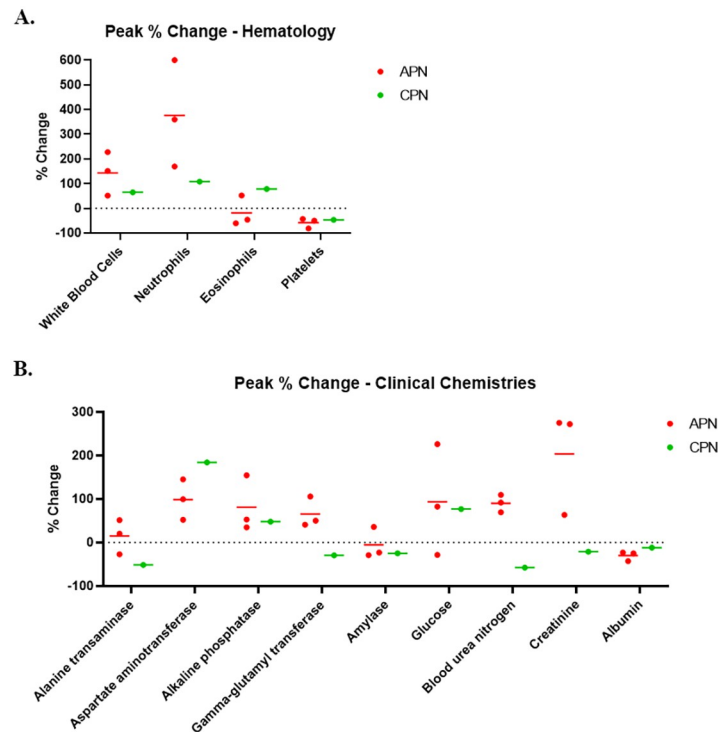 A.
Peak % Change - Hematology
% Change
600
500
400
300
200
100
0
-100
White Blood Cells
Neutrophils
Eosinophils
Platelets
APN
CPN
B.
Peak % Change - Clinical Chemistries
% Change
300
200
100
0
-100
Alanine transaminase
Aspartate aminotransferase
Alkaline phosphatase
Gamma-glutamyl transferase
Amylase
Glucose
Blood urea nitrogen
Creatinine
Albumin
APN
CPN